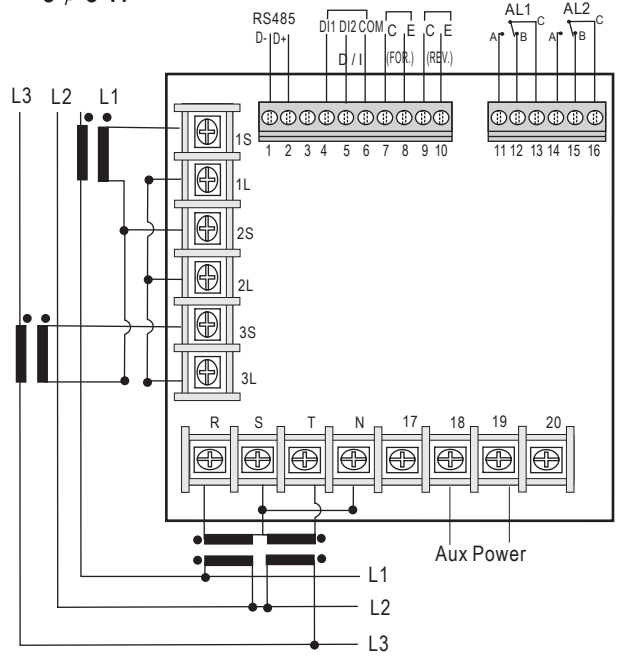 RS485
D- D+
DI1 DI2 COM C E C E
D / I (FOR.) (REV.)
AL1 AL2
A B C A B C
L3 L2 L1
1 2 3 4 5 6 7 8 9 10
11 12 13 14 15 16
1S
1L
2S
2L
3S
3L
R S T N 17 18 19 20
Aux Power
L1
L2
L3